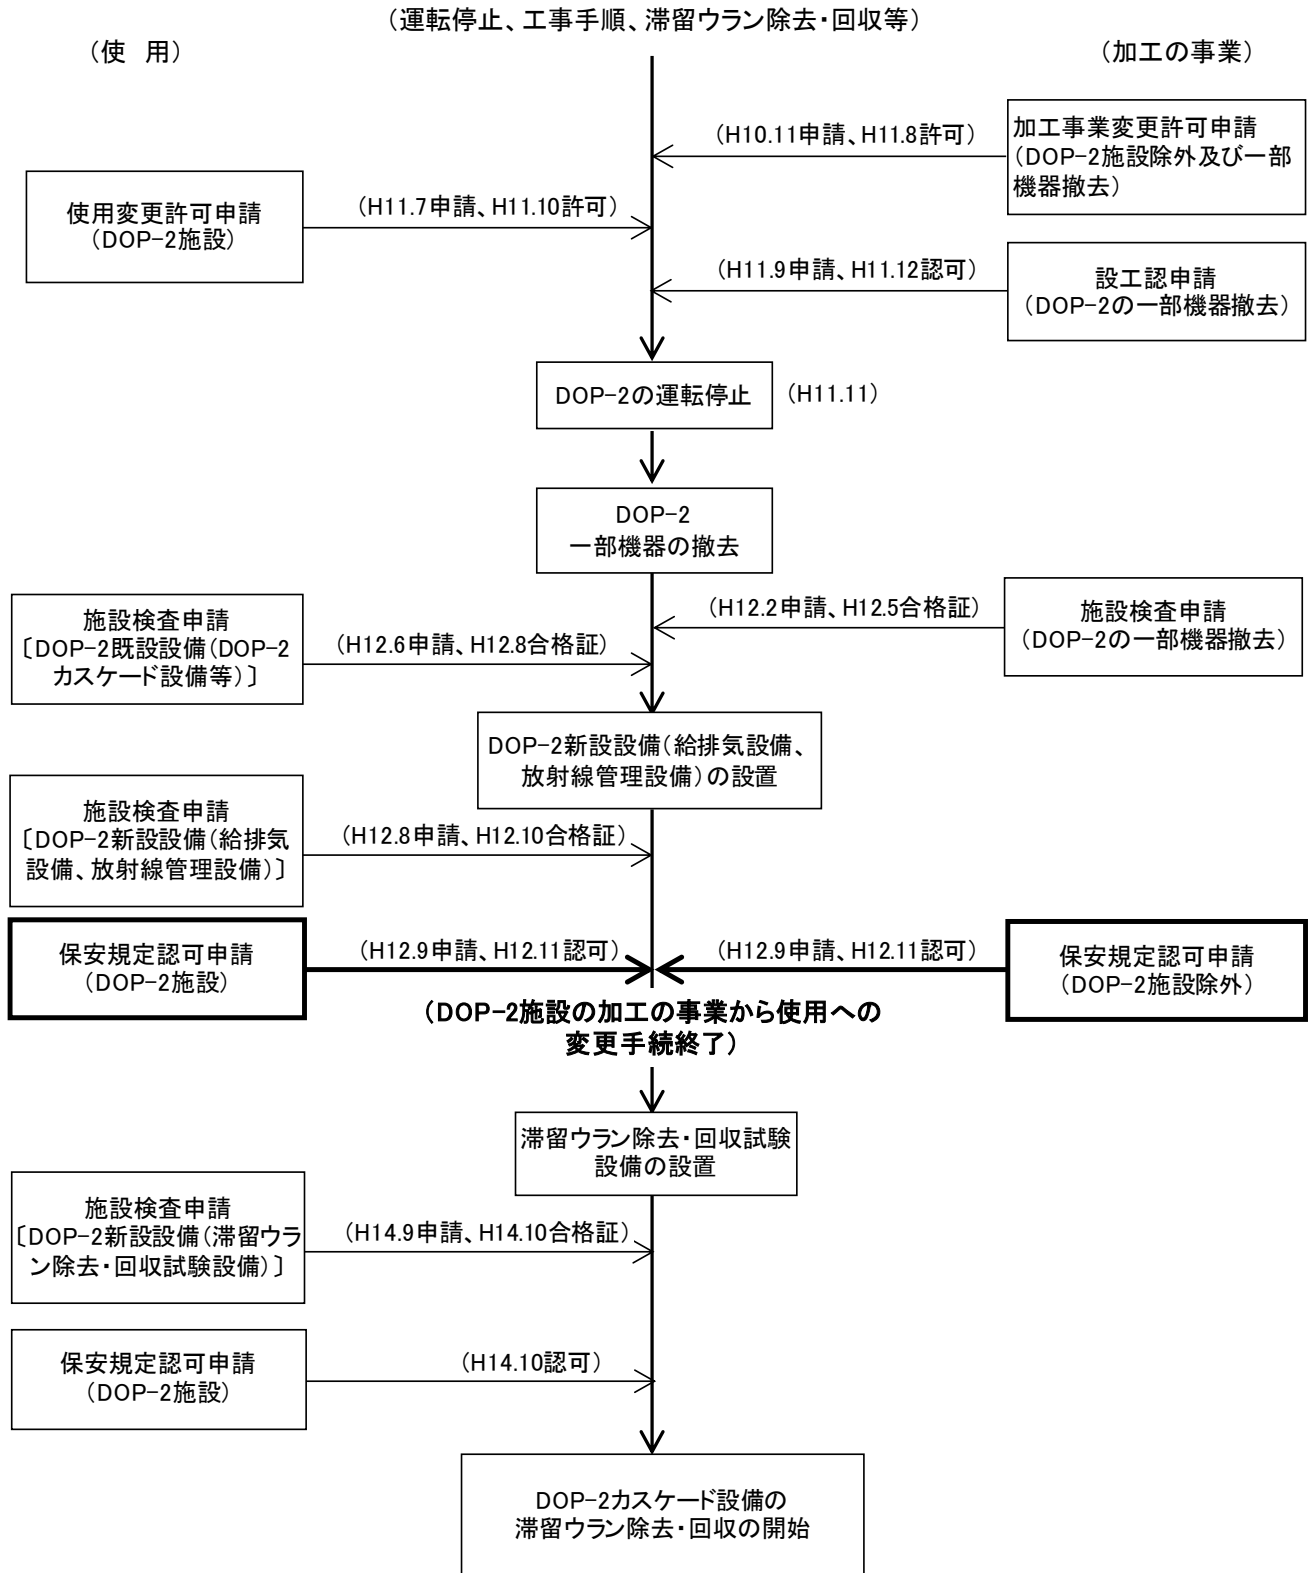 (運転停止、工事手順、滞留ウラン除去・回収等)
(使 用)
(加工の事業)
(H10.11申請、H11.8許可)
加工事業変更許可申請
(DOP-2施設除外及び一部
機器撤去)
使用変更許可申請
(DOP-2施設)
(H11.7申請、H11.10許可)
(H11.9申請、H11.12認可)
設工認申請
(DOP-2の一部機器撤去)
DOP-2の運転停止
(H11.11)
DOP-2
一部機器の撤去
(H12.2申請、H12.5合格証)
施設検査申請
(DOP-2の一部機器撤去)
施設検査申請
〔DOP-2既設設備(DOP-2
カスケード設備等)〕
(H12.6申請、H12.8合格証)
DOP-2新設設備(給排気設備、
放射線管理設備)の設置
施設検査申請
〔DOP-2新設設備(給排気
設備、放射線管理設備)〕
(H12.8申請、H12.10合格証)
保安規定認可申請
(DOP-2施設)
(H12.9申請、H12.11認可)
(H12.9申請、H12.11認可)
保安規定認可申請
(DOP-2施設除外)
(DOP-2施設の加工の事業から使用への
変更手続終了)
滞留ウラン除去・回収試験
設備の設置
施設検査申請
〔DOP-2新設設備(滞留ウラ
ン除去・回収試験設備)〕
(H14.9申請、H14.10合格証)
保安規定認可申請
(DOP-2施設)
(H14.10認可)
DOP-2カスケード設備の
滞留ウラン除去・回収の開始